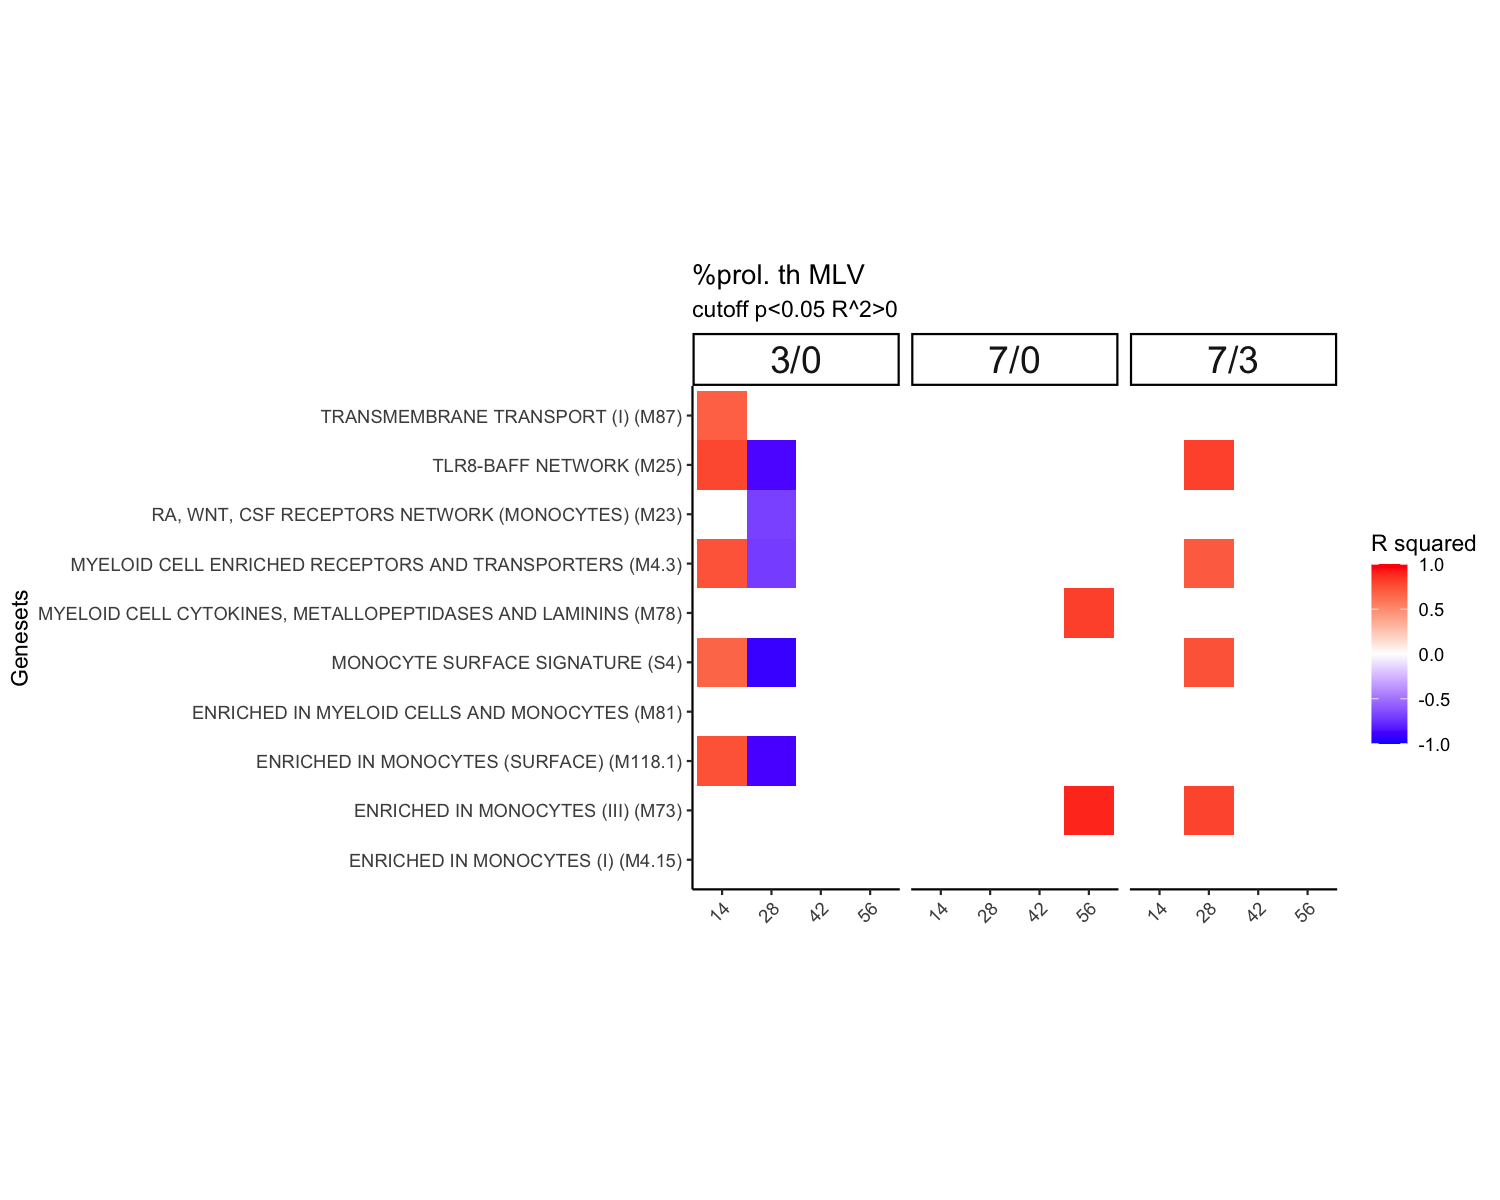 %prol. th MLV
cutoff p<0.05 R^2>0
3/0 7/0 7/3
TRANSMEMBRANE TRANSPORT (I) (M87)
TLR8-BAFF NETWORK (M25)
RA, WNT, CSF RECEPTORS NETWORK (MONOCYTES) (M23)
MYELOID CELL ENRICHED RECEPTORS AND TRANSPORTERS (M4.3)
MYELOID CELL CYTOKINES, METALLOPEPTIDASES AND LAMININS (M78)
MONOCYTE SURFACE SIGNATURE (S4)
ENRICHED IN MYELOID CELLS AND MONOCYTES (M81)
ENRICHED IN MONOCYTES (SURFACE) (M118.1)
ENRICHED IN MONOCYTES (III) (M73)
ENRICHED IN MONOCYTES (I) (M4.15)
Genesets
14 28 42 56 14 28 42 56 14 28 42 56
R squared
1.0
0.5
0.0
-0.5
-1.0